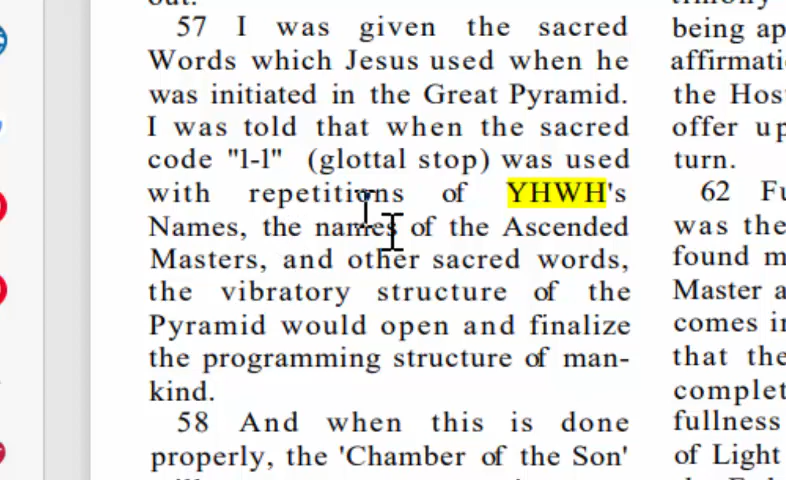 out.
57 I was given the sacred
Words which Jesus used when he
was initiated in the Great Pyramid.
I was told that when the sacred
code "l-l" (glottal stop) was used
with repetitions of YHWH's
Names, the names of the Ascended
Masters, and other sacred words,
the vibratory structure of the
Pyramid would open and finalize
the programming structure of man-
kind.
58 And when this is done
properly, the 'Chamber of the Son'
being ap
affirmati
the Hos
offer up
turn.
62 Fu
was the
found m
Master a
comes in
that the
complet
fullness
of Light